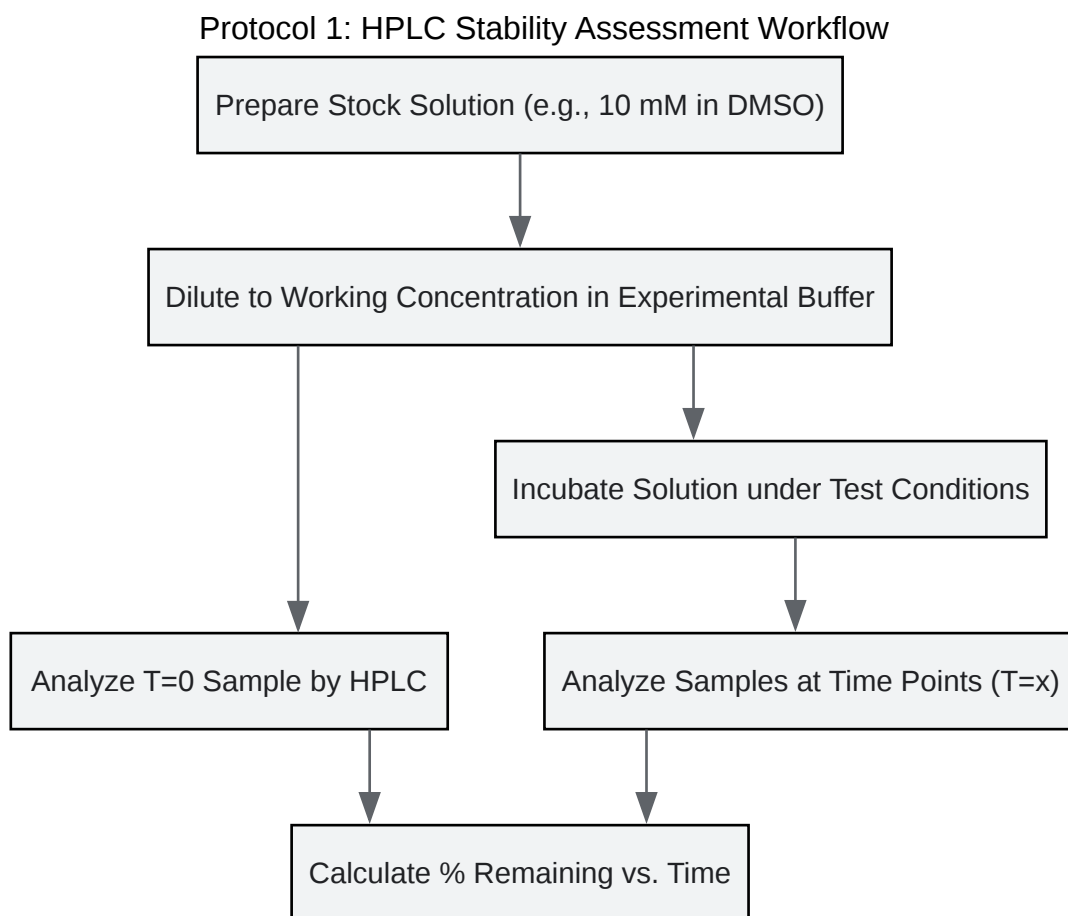 Protocol 1: HPLC Stability Assessment Workflow
Prepare Stock Solution (e.g., 10 mM in DMSO)
Dilute to Working Concentration in Experimental Buffer
Incubate Solution under Test Conditions
Analyze T=0 Sample by HPLC
Analyze Samples at Time Points (T=x)
Calculate % Remaining vs. Time